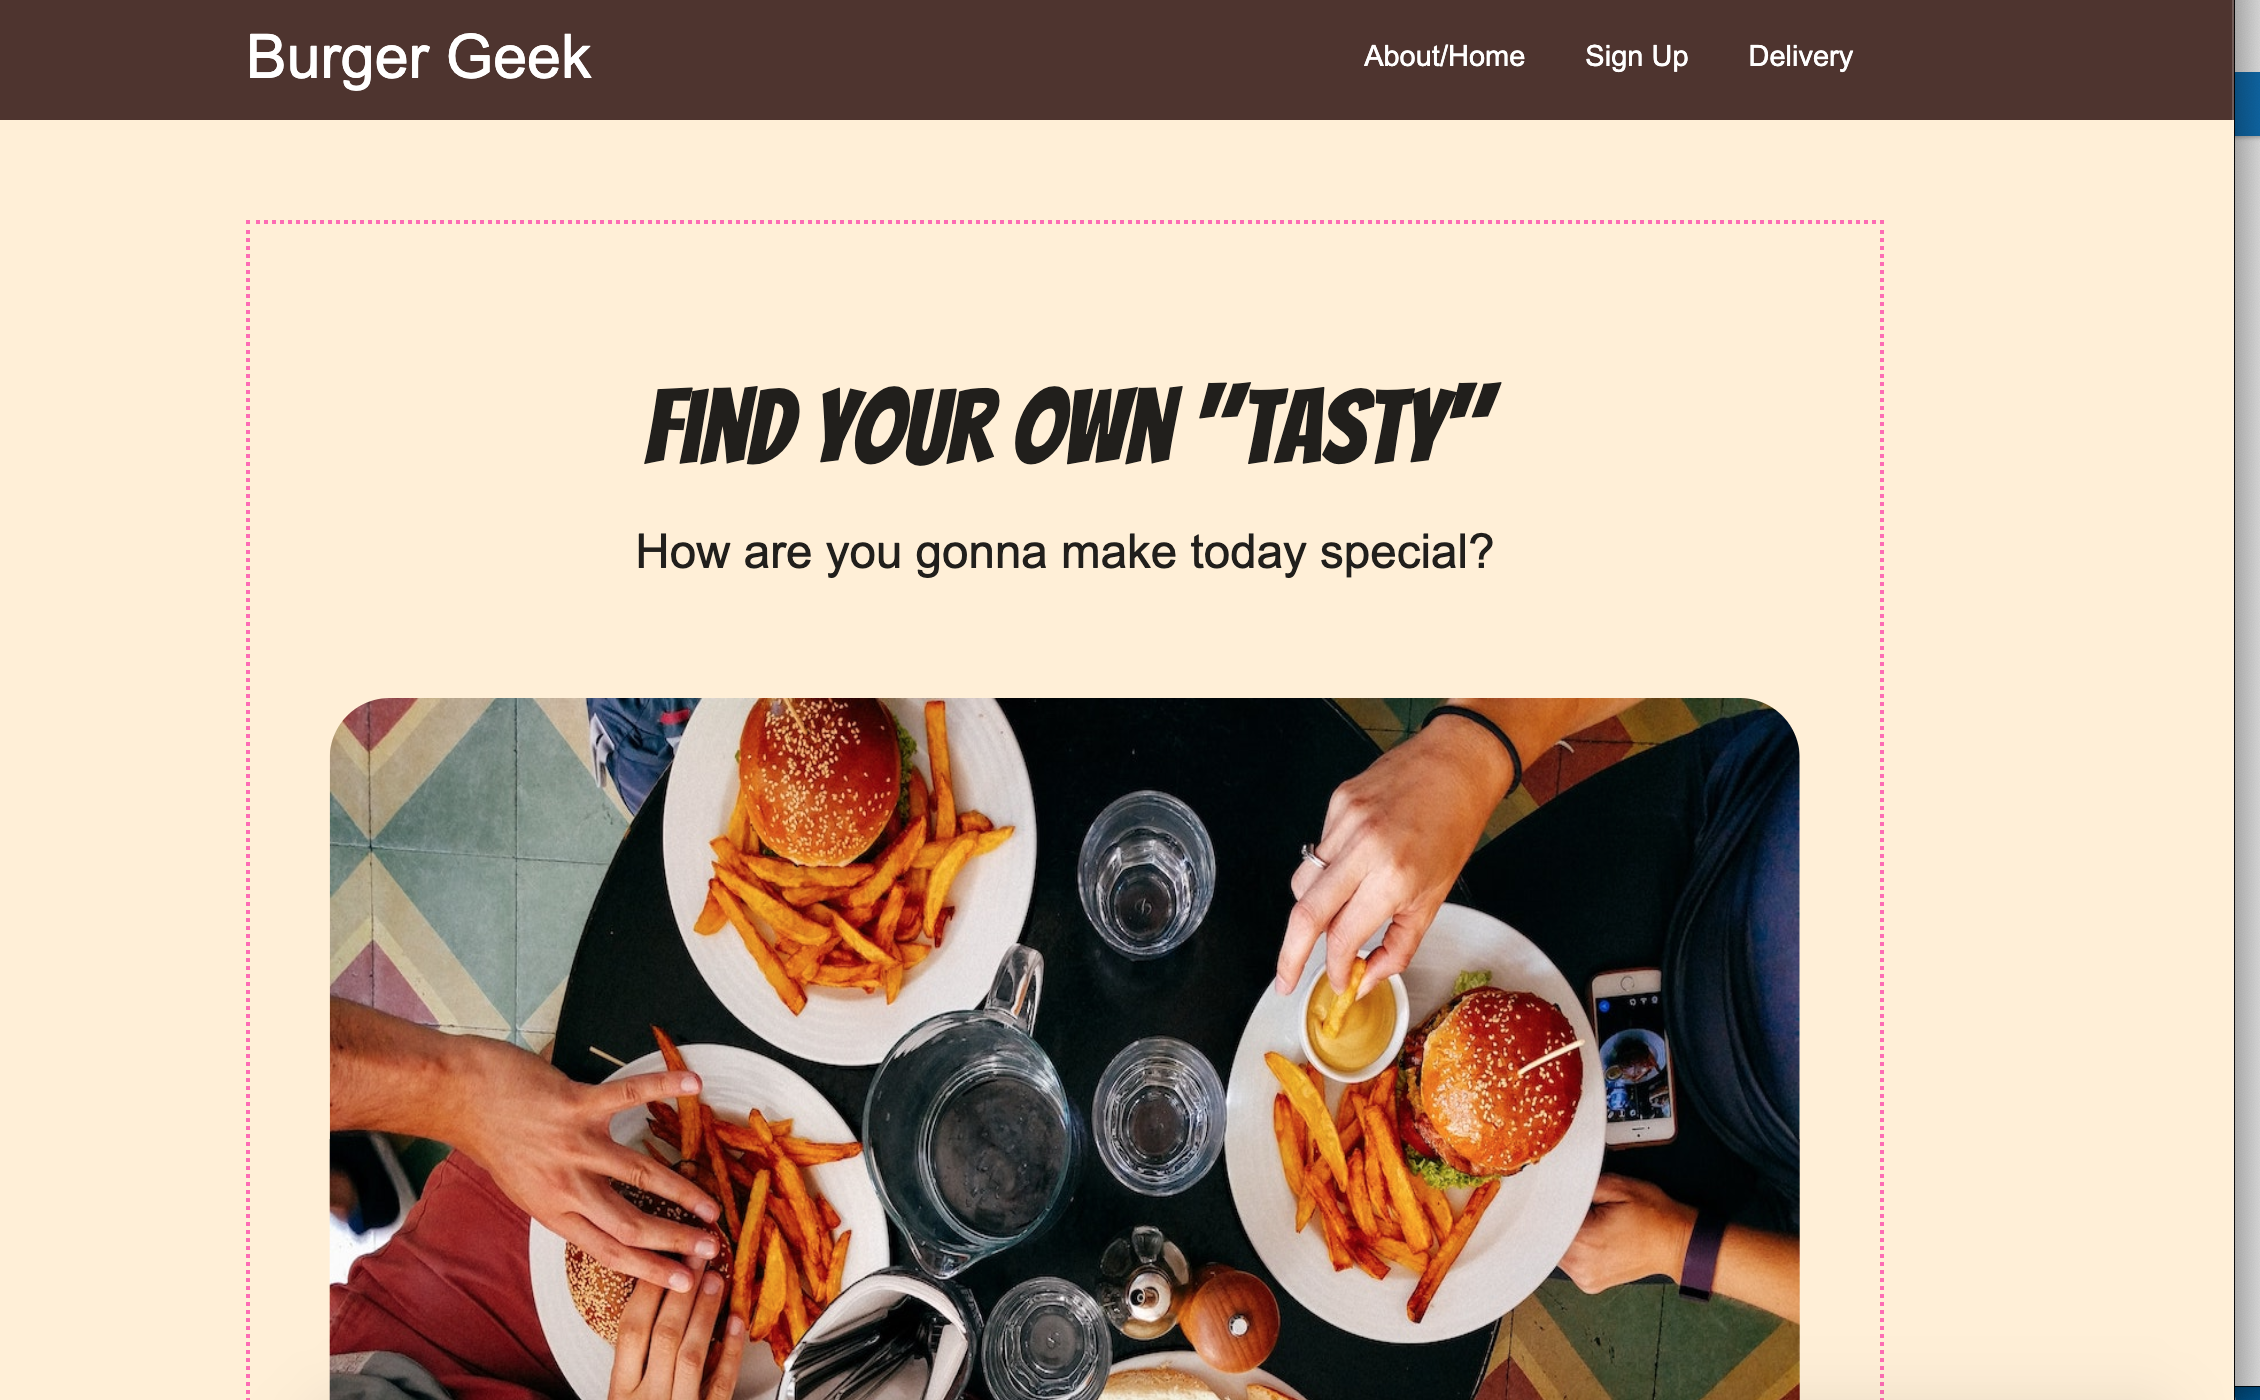 Burger Geek
About/Home
Sign Up
Delivery
FIND YOUR OWN "TASTY"
How are you gonna make today special?